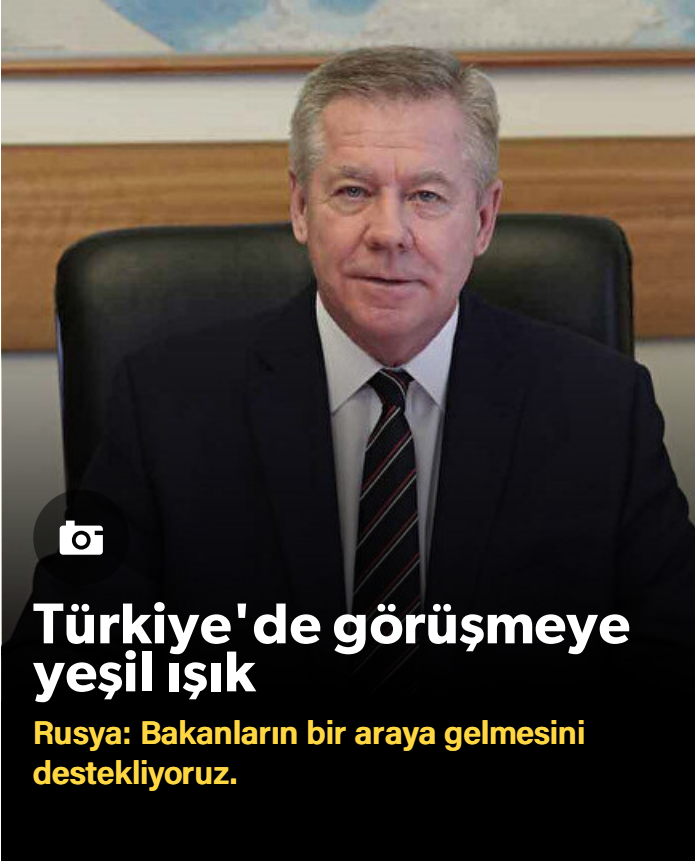 Türkiye'de görüşmeye
yeşil ışık
Rusya: Bakanların bir araya gelmesini
destekliyoruz.